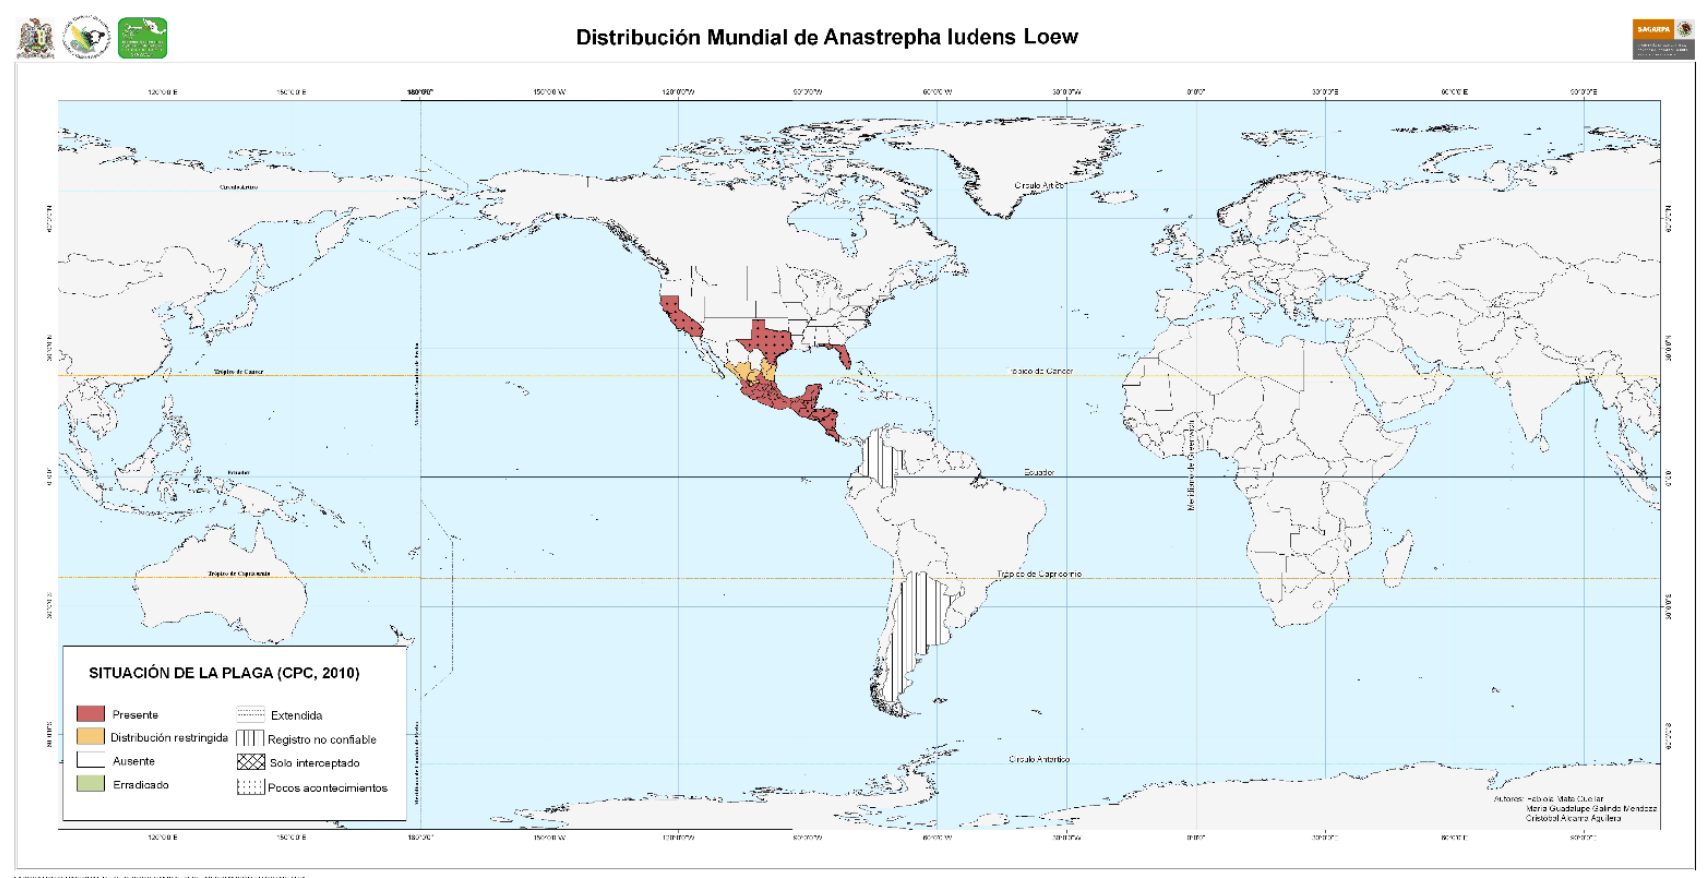 Distribución Mundial de Anastrepha ludens Loew
SAGARPA
120°0'0"E 150°0'0"E 180°0'0" 150°0'0"W 120°0'0"W 90°0'0"W 60°0'0"W 30°0'0"W 0°0'0"E 30°0'0"E 60°0'0"E 90°0'0"E
Círculo Ártico
Círculo Ártico
Trópico de Cáncer
Trópico de Cáncer
Ecuador
Ecuador
Meridiano de Greenwich
Trópico de Capricornio
Trópico de Capricornio
Círculo Antártico
SITUACIÓN DE LA PLAGA (CPC, 2010)
Presente
Extendida
Distribución restringida
Registro no confiable
Ausente
Solo interceptado
Erradicado
Pocos acontecimientos
Autores: Fabiola Mata Cuellar
María Guadalupe Galindo Mendoza
Cristóbal Aldama Aguilera
120°0'0"E 150°0'0"E 180°0'0" 150°0'0"W 120°0'0"W 90°0'0"W 60°0'0"W 30°0'0"W 0°0'0"E 30°0'0"E 60°0'0"E 90°0'0"E